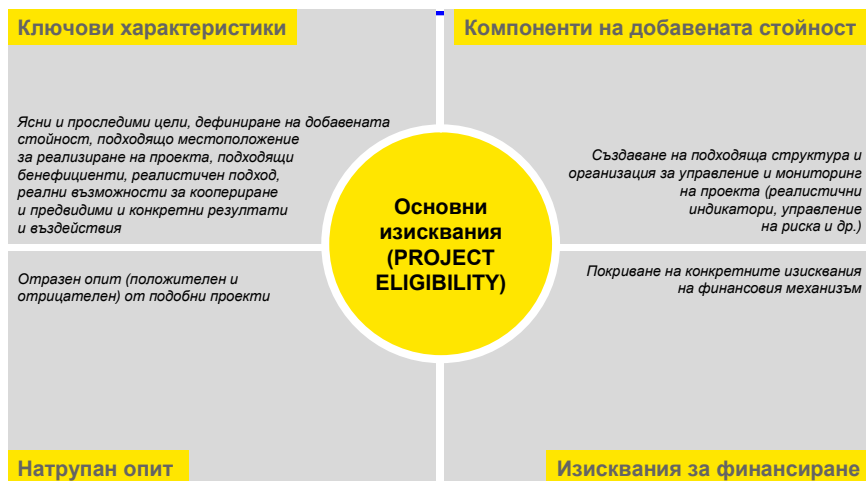 Ключови характеристики
Ясни и проследими цели, дефиниране на добавената
стойност, подходящо местоположение
за реализиране на проекта, подходящи
бенефициенти, реалистичен подход,
реални възможности за коопериране
и предвидими и конкретни резултати
и въздействия
Компоненти на добавената стойност
Създаване на подходяща структура и
организация за управление и мониторинг
на проекта (реалистични
индикатори, управление
на риска и др.)
Основни
изисквания
(PROJECT
ELIGIBILITY)
Отразен опит (положителен и
отрицателен) от подобни проекти
Натрупан опит
Покриване на конкретните изисквания
на финансовия механизъм
Изисквания за финансиране